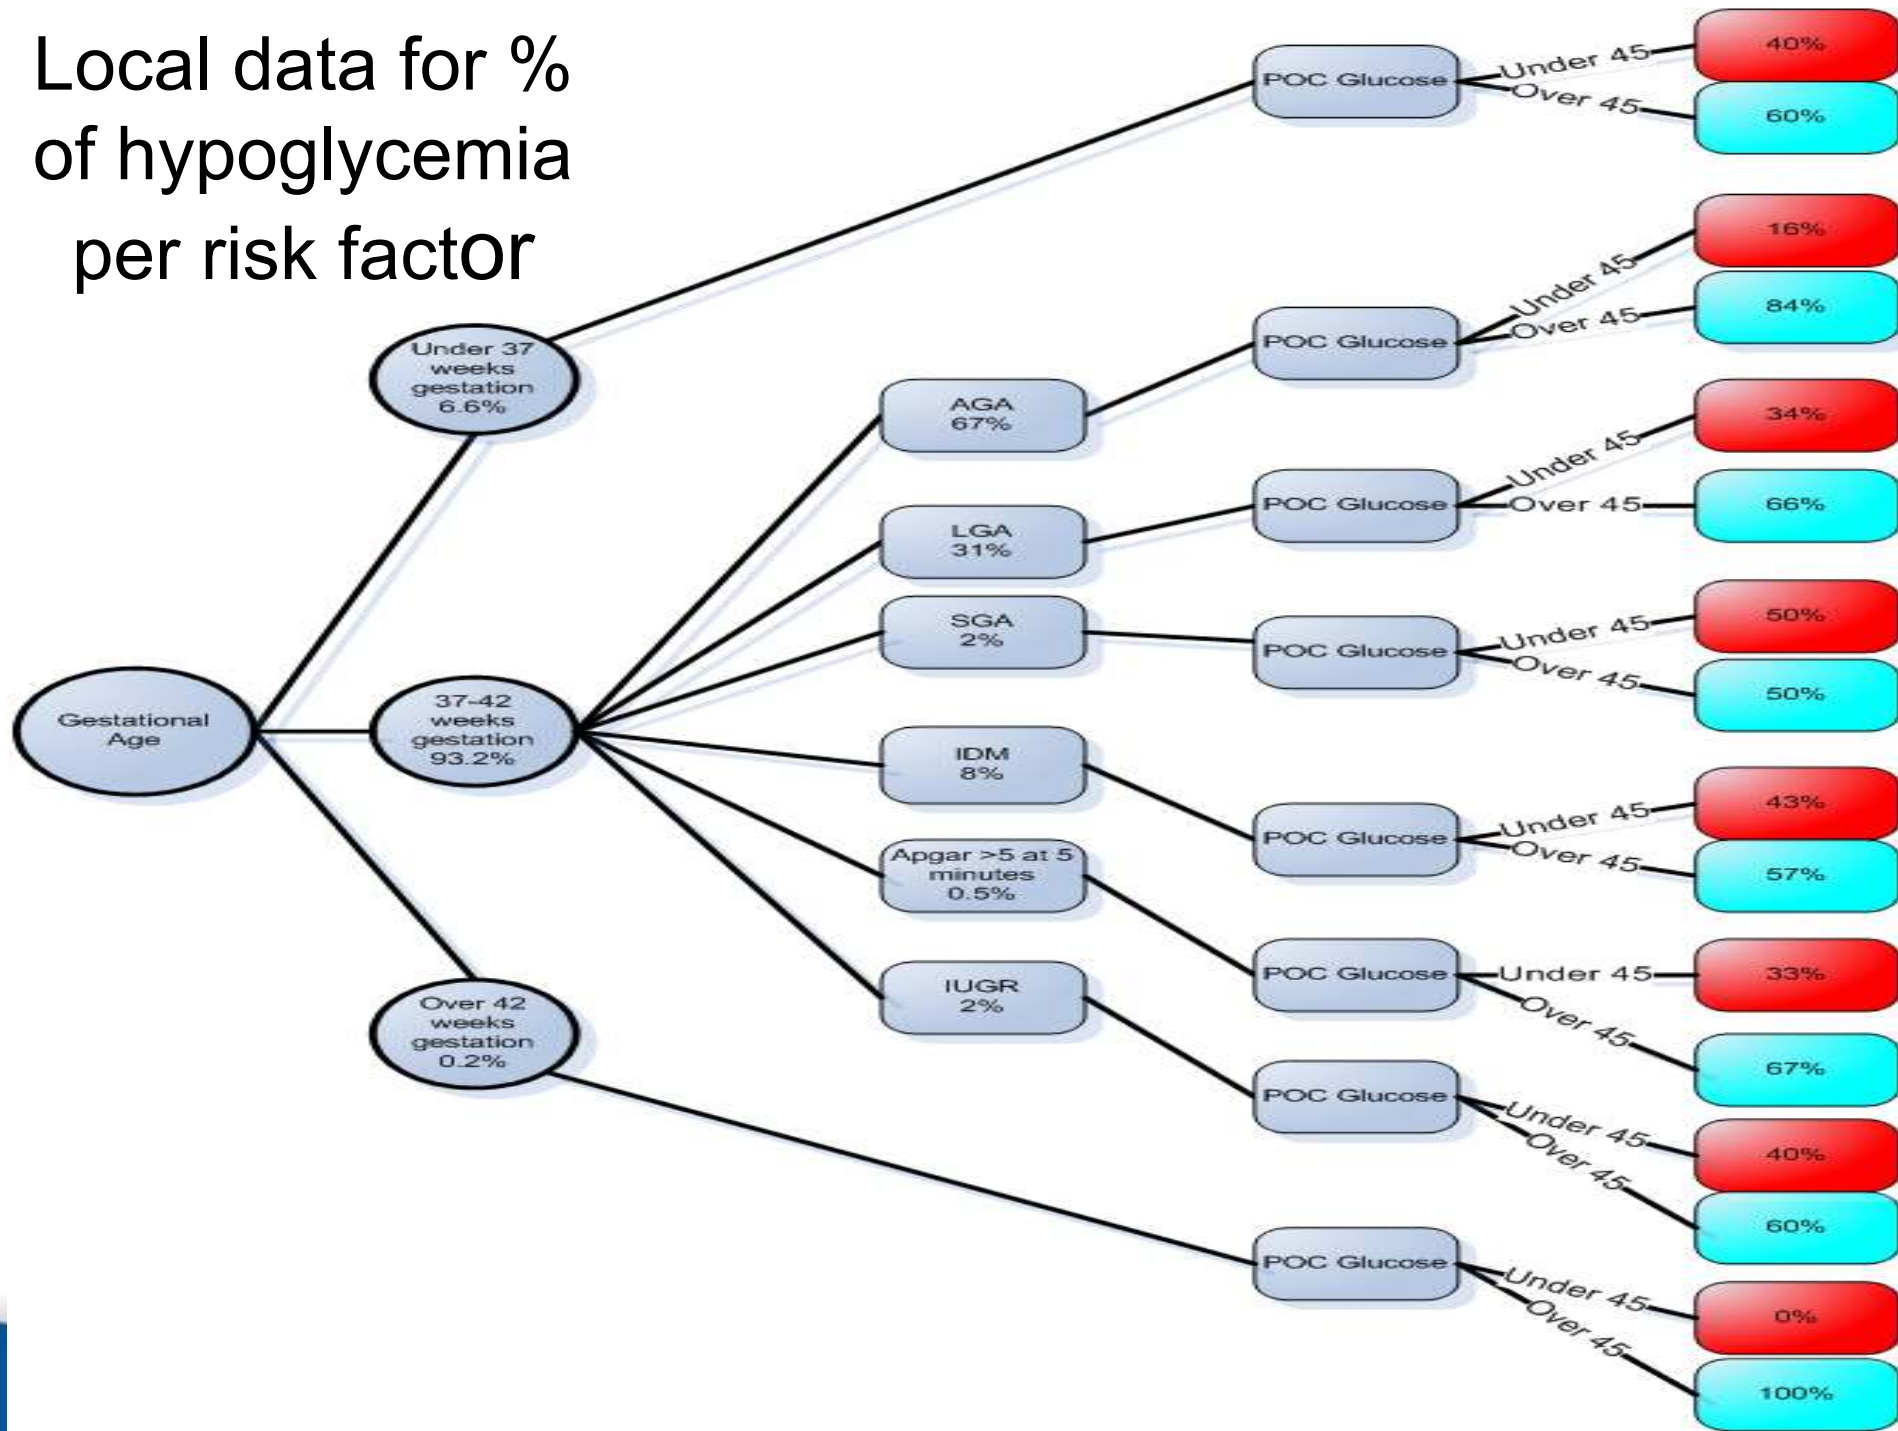 Local data for %
of hypoglycemia
per risk factor
Gestational
Age
Under 37
weeks
gestation
6.6%
37-42
weeks
gestation
93.2%
Over 42
weeks
gestation
0.2%
AGA
67%
LGA
31%
SGA
2%
IDM
8%
Apgar >5 at 5
minutes
0.5%
IUGR
2%
POC Glucose
Under 45
40%
Over 45
60%
POC Glucose
Under 45
16%
Over 45
84%
POC Glucose
Under 45
34%
Over 45
66%
POC Glucose
Under 45
50%
Over 45
50%
POC Glucose
Under 45
43%
Over 45
57%
POC Glucose
Under 45
33%
Over 45
67%
POC Glucose
Under 45
40%
Over 45
60%
POC Glucose
Under 45
0%
Over 45
100%